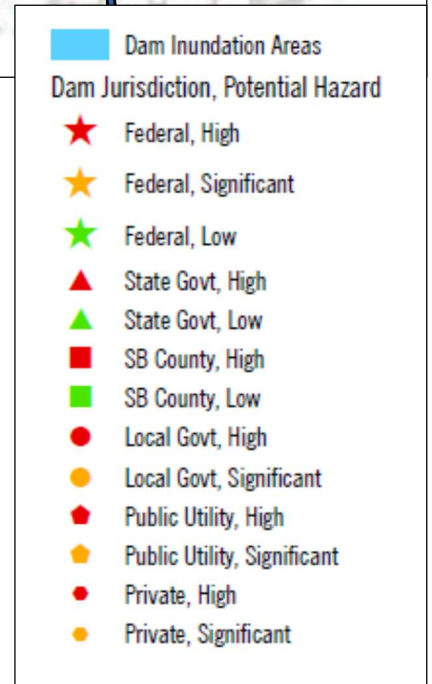 Dam Inundation Areas
Dam Jurisdiction, Potential Hazard
Federal, High
Federal, Significant
Federal, Low
State Govt, High
State Govt, Low
SB County, High
SB County, Low
Local Govt, High
Local Govt, Significant
Public Utility, High
Public Utility, Significant
Private, High
Private, Significant